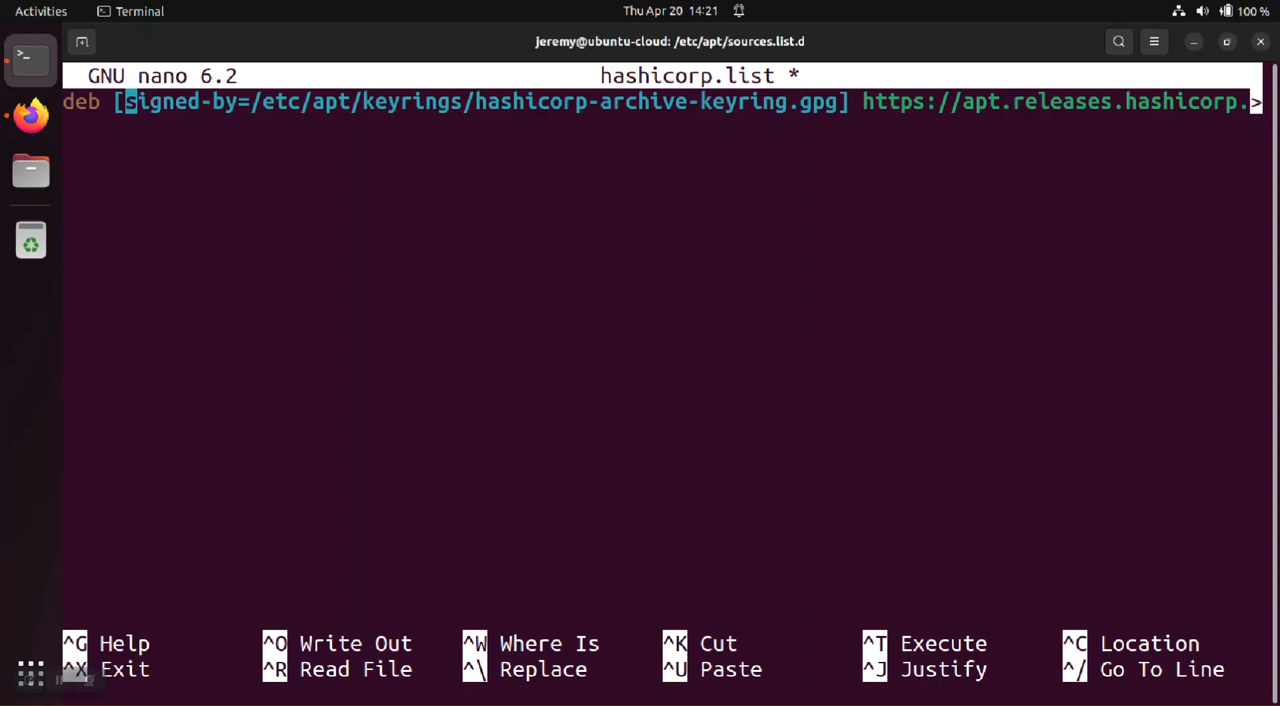 Activities Terminal Thu Apr 20 14:21 100 %
jeremy@ubuntu-cloud: /etc/apt/sources.list.d
GNU nano 6.2 hashicorp.list *
deb [signed-by=/etc/apt/keyrings/hashicorp-archive-keyring.gpg] https://apt.releases.hashicorp.>
^G Help ^O Write Out ^W Where Is ^K Cut ^T Execute ^C Location
^X Exit ^R Read File ^\ Replace ^U Paste ^J Justify ^/ Go To Line